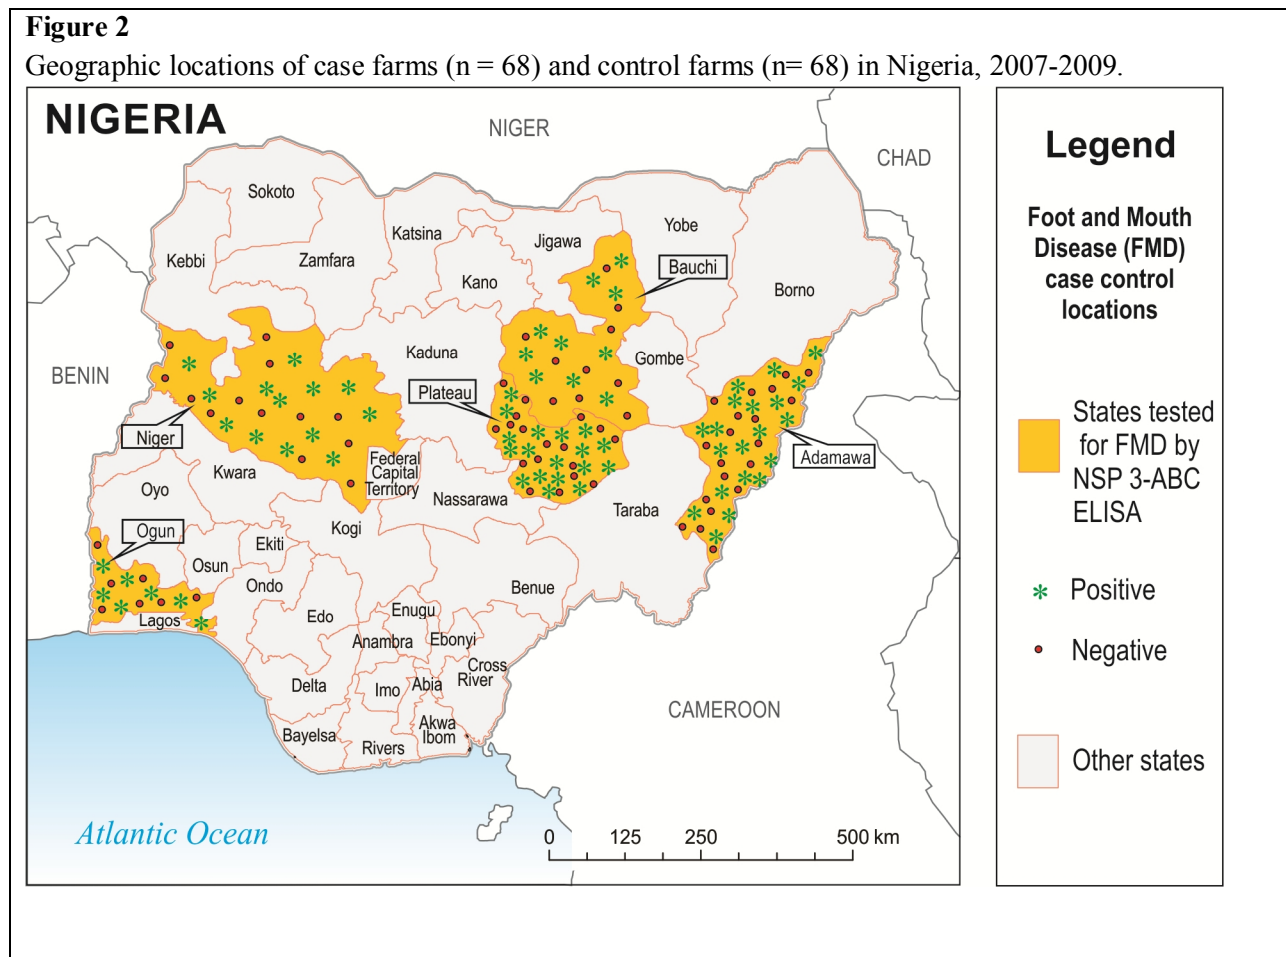 Figure 2
Geographic locations of case farms (n = 68) and control farms (n= 68) in Nigeria, 2007-2009.
NIGERIA
NIGER
CHAD
Sokoto
Katsina
Jigawa
Yobe
Kebbi
Zamfara
Kano
Bauchi
Borno
BENIN
Kaduna
Gombe
Plateau
Niger
Adamawa
Kwara
Federal
Capital
Territory
Oyo
Nassarawa
Taraba
Ogun
Kogi
Ekiti
Osun
Ondo
Benue
Lagos
Edo
Enugu
Anambra
Ebonyi
Cross
River
Delta
Imo
Abia
CAMEROON
Bayelsa
Rivers
Akwa
Ibom
Atlantic Ocean
0 125 250 500 km
Legend
Foot and Mouth
Disease (FMD)
case control
locations
States tested
for FMD by
NSP 3-ABC
ELISA
Positive
Negative
Other states